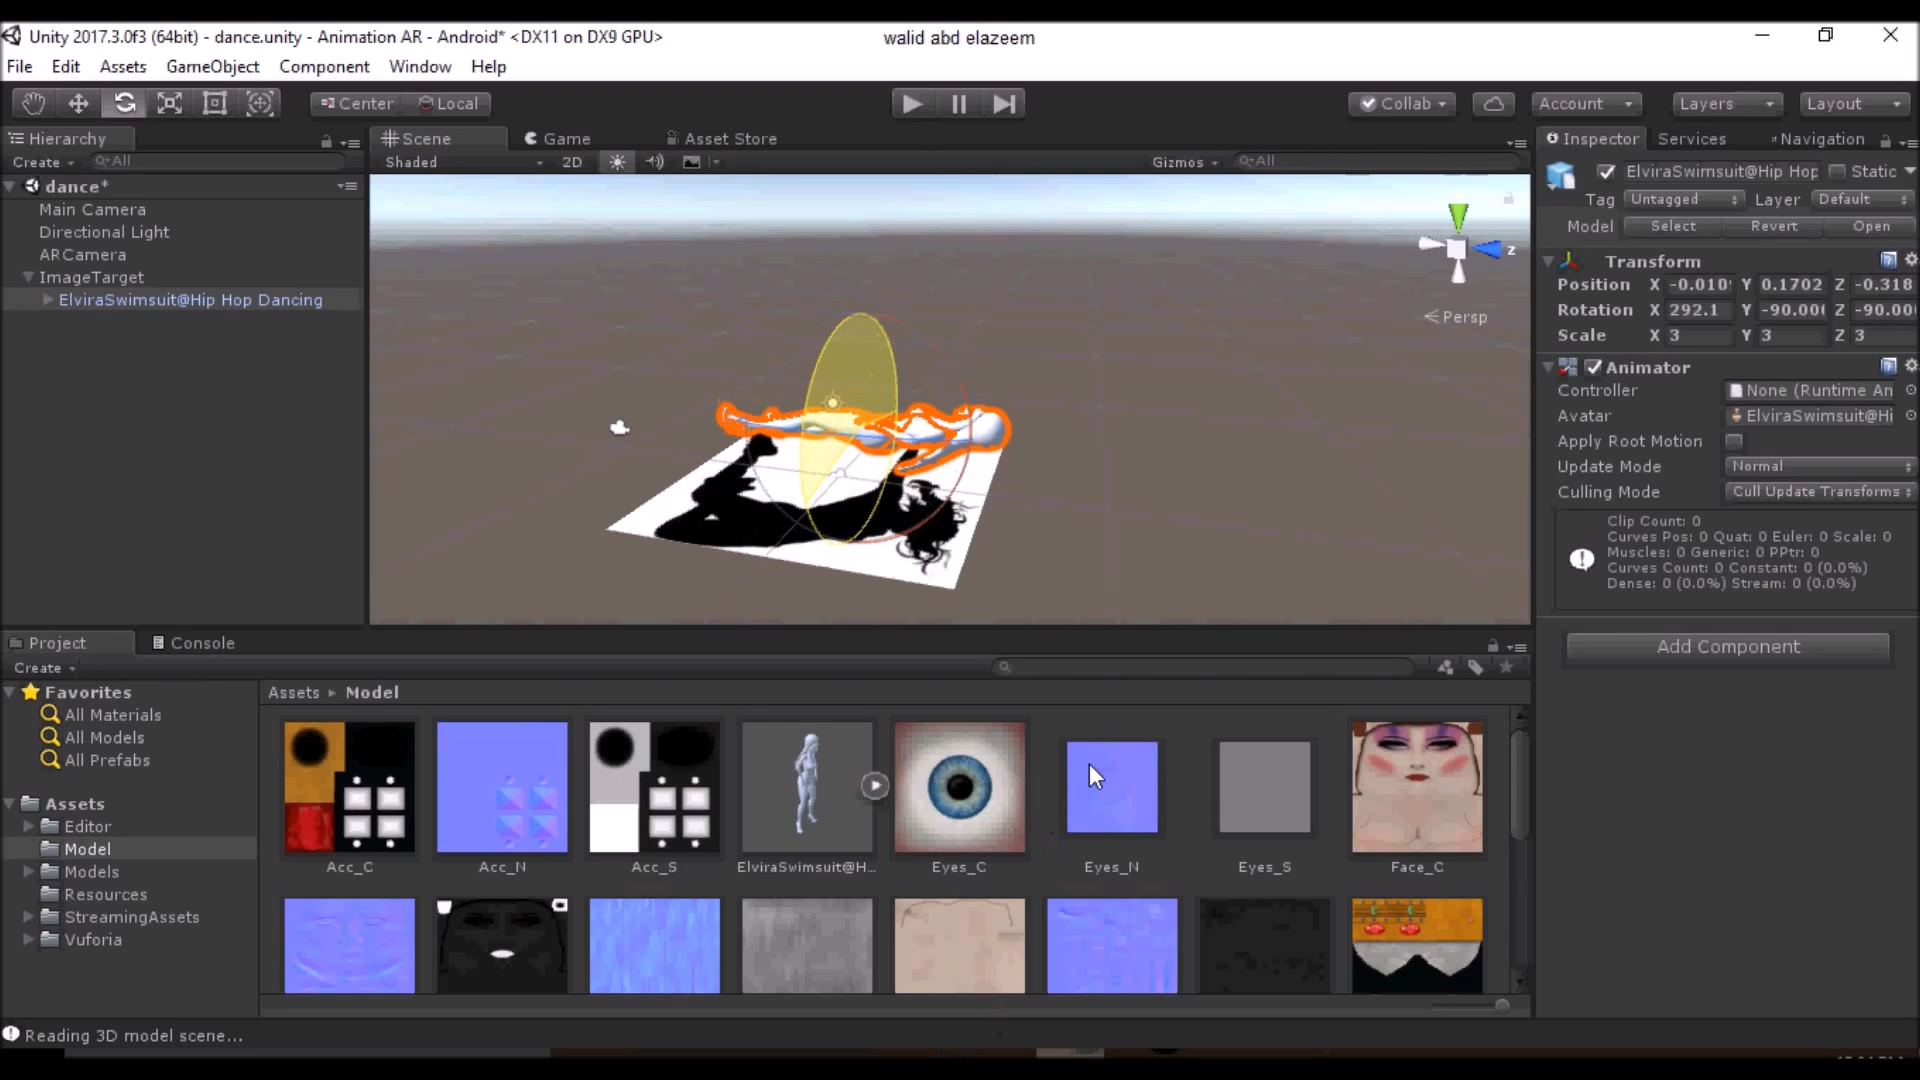 Unity 2017.3.0f3 (64bit) - dance.unity - Animation AR - Android* <DX11 on DX9 GPU>
walid abd elazeem
File Edit Assets GameObject Component Window Help
Center Local
Collab Account Layers Layout
Hierarchy
Create All
dance*
Main Camera
Directional Light
ARCamera
ImageTarget
ElviraSwimsuit@Hip Hop Dancing
Scene Game Asset Store
Shaded 2D Gizmos All
z
Persp
Inspector Services Navigation
ElviraSwimsuit@Hip Hop Static
Tag Untagged Layer Default
Model Select Revert Open
Transform
Position X -0.010 Y 0.1702 Z -0.318
Rotation X 292.1 Y -90.00 Z -90.00
Scale X 3 Y 3 Z 3
Animator
Controller None (Runtime An
Avatar ElviraSwimsuit@Hi
Apply Root Motion
Update Mode Normal
Culling Mode Cull Update Transforms
Clip Count: 0
Curves Pos: 0 Quat: 0 Euler: 0 Scale: 0
Muscles: 0 Generic: 0 PPtr: 0
Curves Count: 0 Constant: 0 (0.0%)
Dense: 0 (0.0%) Stream: 0 (0.0%)
Add Component
Project Console
Create
Favorites
All Materials
All Models
All Prefabs
Assets
Editor
Model
Models
Resources
StreamingAssets
Vuforia
Assets Model
Acc_C Acc_N Acc_S ElviraSwimsuit@H... Eyes_C Eyes_N Eyes_S Face_C
Reading 3D model scene...